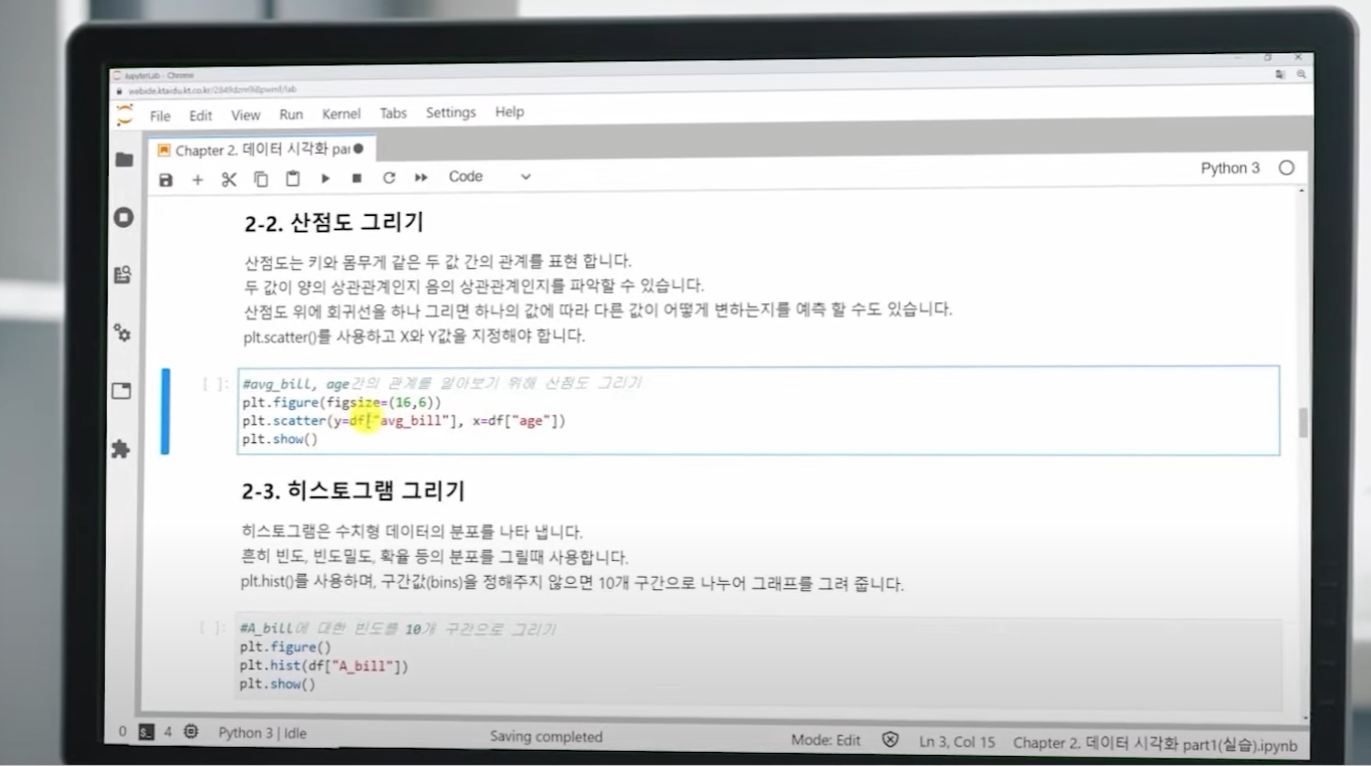 JupyterLab - Chrome
File Edit View Run Kernel Tabs Settings Help
Chapter 2. 데이터 시각화 par
Code
Python 3
2-2. 산점도 그리기
산점도는 키와 몸무게 같은 두 값 간의 관계를 표현 합니다.
두 값이 양의 상관관계인지 음의 상관관계인지를 파악할 수 있습니다.
산점도 위에 회귀선을 하나 그리면 하나의 값에 따라 다른 값이 어떻게 변하는지를 예측 할 수도 있습니다.
plt.scatter()를 사용하고 X와 Y값을 지정해야 합니다.
[ ]: #avg_bill, age간의 관계를 알아보기 위해 산점도 그리기
plt.figure(figsize=(16,6))
plt.scatter(y=df["avg_bill"], x=df["age"])
plt.show()
2-3. 히스토그램 그리기
히스토그램은 수치형 데이터의 분포를 나타 냅니다.
흔히 빈도, 빈도밀도, 확율 등의 분포를 그릴때 사용합니다.
plt.hist()를 사용하며, 구간값(bins)을 정해주지 않으면 10개 구간으로 나누어 그래프를 그려 줍니다.
[ ]: #A_bill에 대한 빈도를 10개 구간으로 그리기
plt.figure()
plt.hist(df["A_bill"])
plt.show()
0 4 Python 3 | Idle Saving completed Mode: Edit Ln 3, Col 15 Chapter 2. 데이터 시각화 part1(실습).ipynb